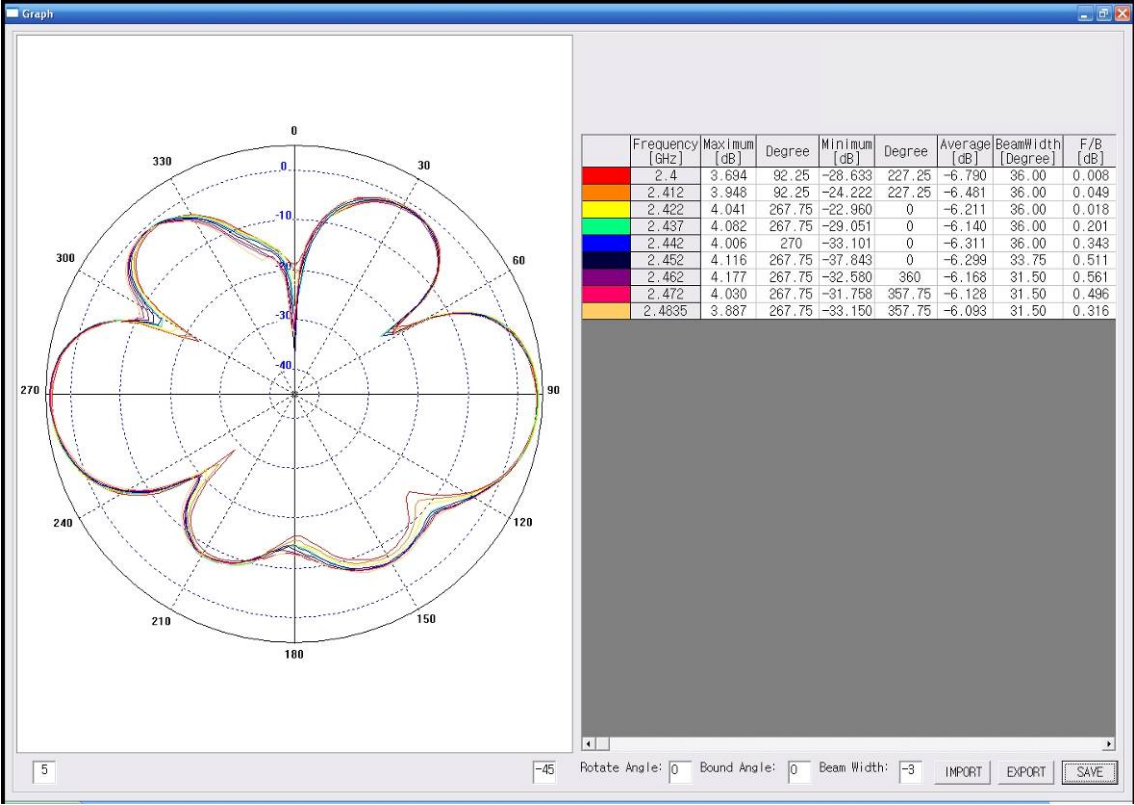 Graph
0
30
60
90
120
150
180
210
240
270
300
330
0
-10
-20
-30
-40
Frequency [GHz] Maximum [dB] Degree Minimum [dB] Degree Average [dB] BeamWidth [Degree] F/B [dB]
2.4 3.694 92.25 -28.633 227.25 -6.790 36.00 0.008
2.412 3.948 92.25 -24.222 227.25 -6.481 36.00 0.049
2.422 4.041 267.75 -22.960 0 -6.211 36.00 0.018
2.437 4.082 267.75 -29.051 0 -6.140 36.00 0.201
2.442 4.006 270 -33.101 0 -6.311 36.00 0.343
2.452 4.116 267.75 -37.843 0 -6.299 33.75 0.511
2.462 4.177 267.75 -32.580 360 -6.168 31.50 0.561
2.472 4.030 267.75 -31.758 357.75 -6.128 31.50 0.496
2.4835 3.887 267.75 -33.150 357.75 -6.093 31.50 0.316
5 -45 Rotate Angle: 0 Bound Angle: 0 Beam Width: -3 IMPORT EXPORT SAVE